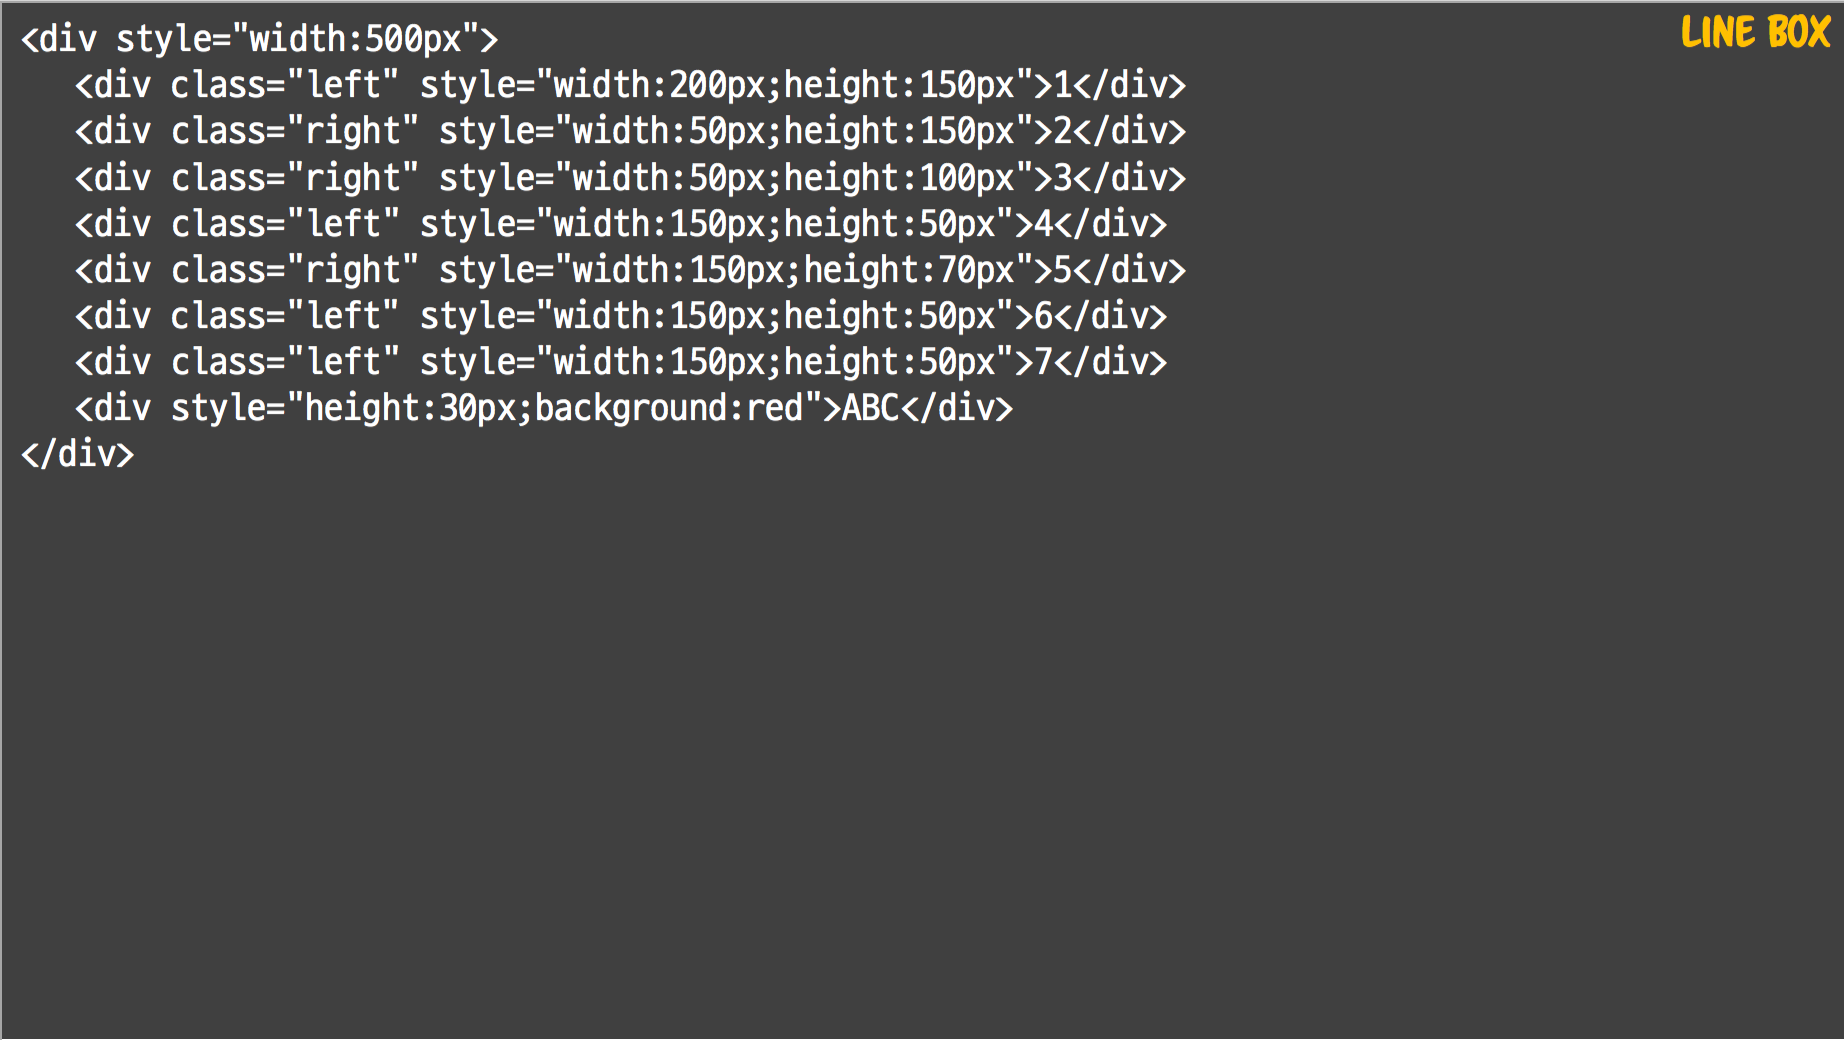 LINE BOX
<div style="width:500px">
<div class="left" style="width:200px;height:150px">1</div>
<div class="right" style="width:50px;height:150px">2</div>
<div class="right" style="width:50px;height:100px">3</div>
<div class="left" style="width:150px;height:50px">4</div>
<div class="right" style="width:150px;height:70px">5</div>
<div class="left" style="width:150px;height:50px">6</div>
<div class="left" style="width:150px;height:50px">7</div>
<div style="height:30px;background:red">ABC</div>
</div>